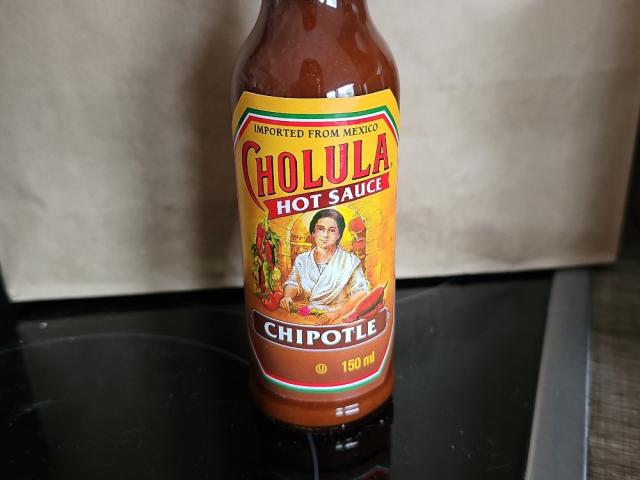 IMPORTED FROM MEXICO
CHOLULA
HOT SAUCE
CHIPOTLE
U 150 ml